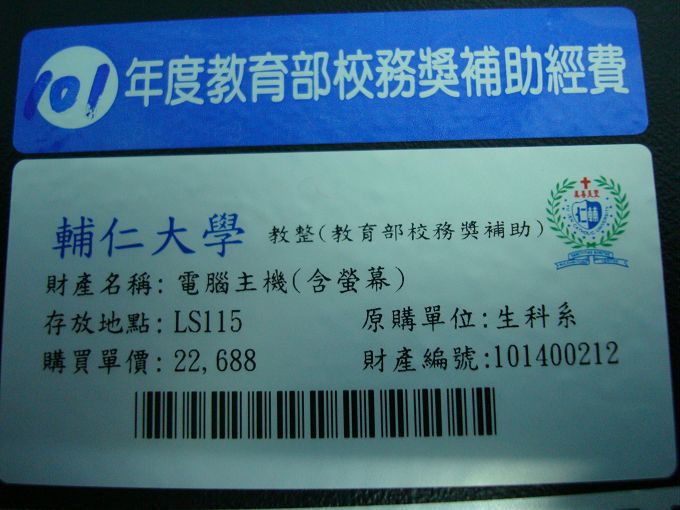 101年度教育部校務獎補助經費
輔仁大學 教整(教育部校務獎補助)
財產名稱: 電腦主機(含螢幕)
存放地點: LS115 原購單位:生科系
購買單價: 22,688 財產編號:101400212